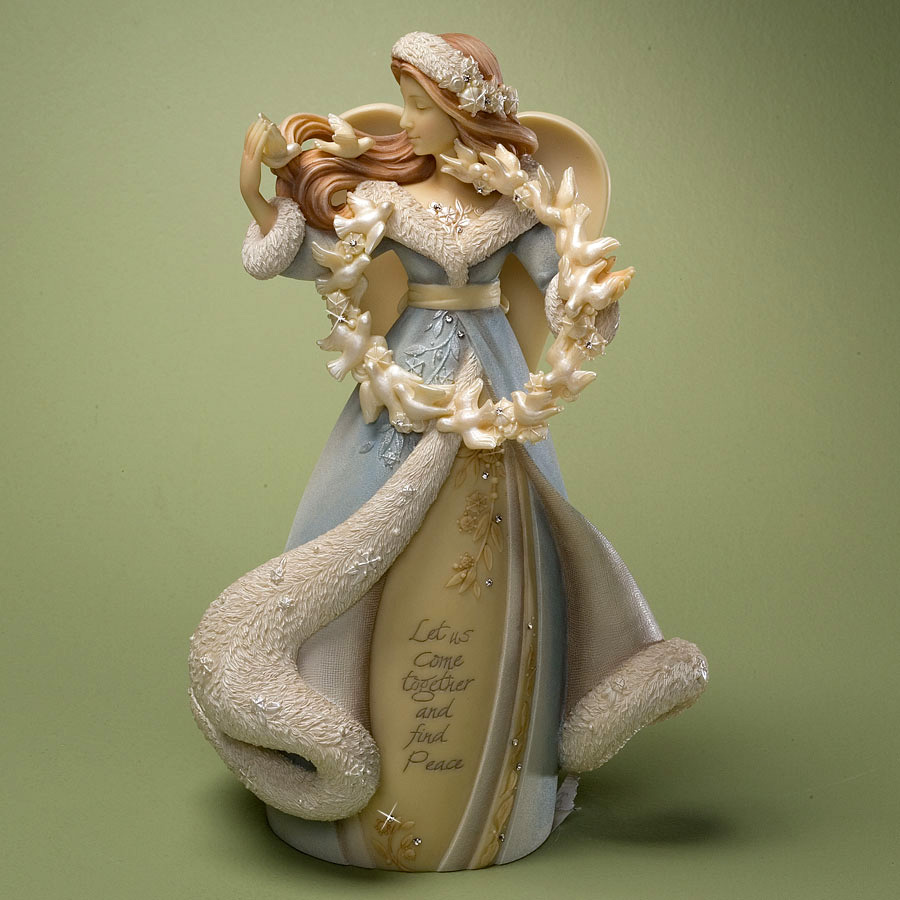 Let us
Come
together
and
find
Peace